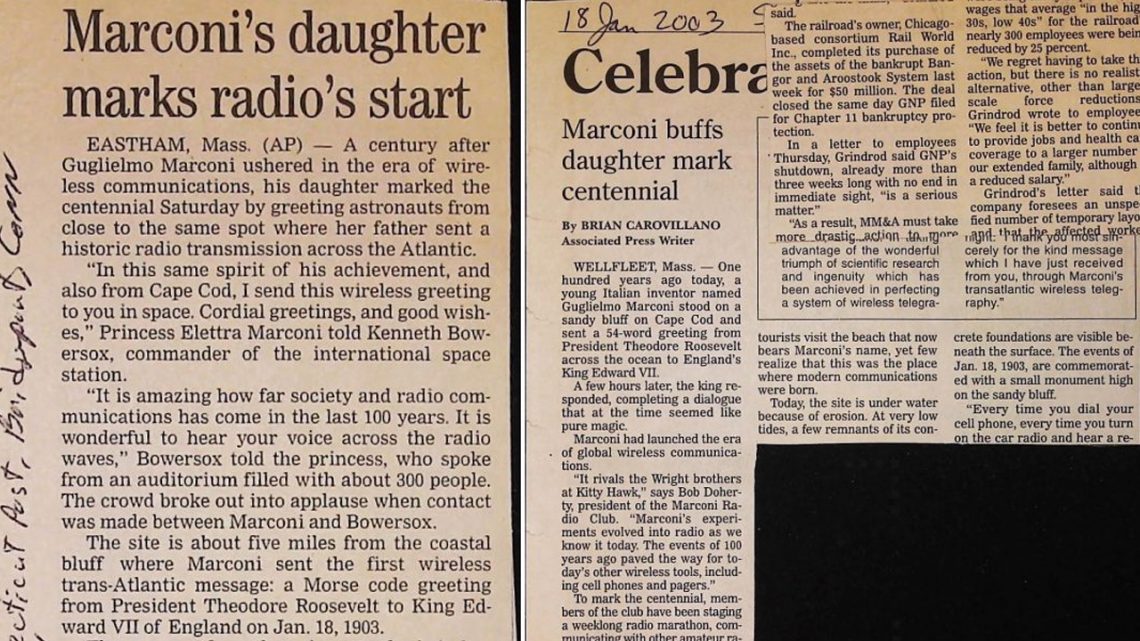 Marconi's daughter
marks radio's start
EASTHAM, Mass. (AP) — A century after
Guglielmo Marconi ushered in the era of wire-
less communications, his daughter marked the
centennial Saturday by greeting astronauts from
close to the same spot where her father sent a
historic radio transmission across the Atlantic.
"In this same spirit of his achievement, and
also from Cape Cod, I send this wireless greeting
to you in space. Cordial greetings, and good wish-
es," Princess Elettra Marconi told Kenneth Bow-
ersox, commander of the international space
station.
"It is amazing how far society and radio com-
munications has come in the last 100 years. It is
wonderful to hear your voice across the radio
waves," Bowersox told the princess, who spoke
from an auditorium filled with about 300 people.
The crowd broke out into applause when contact
was made between Marconi and Bowersox.
The site is about five miles from the coastal
bluff where Marconi sent the first wireless
trans-Atlantic message: a Morse code greeting
from President Theodore Roosevelt to King Ed-
ward VII of England on Jan. 18, 1903.
ecticut Post, Bridgeport, Conn
18 Jan 2003
Celebra
Marconi buffs
daughter mark
centennial
By BRIAN CAROVILLANO
Associated Press Writer
WELLFLEET, Mass. — One
hundred years ago today, a
young Italian inventor named
Guglielmo Marconi stood on a
sandy bluff on Cape Cod and
sent a 54-word greeting from
President Theodore Roosevelt
across the ocean to England's
King Edward VII.
A few hours later, the king re-
sponded, completing a dialogue
that at the time seemed like
pure magic.
Marconi had launched the era
of global wireless communica-
tions.
"It rivals the Wright brothers
at Kitty Hawk," says Bob Doher-
ty, president of the Marconi Ra-
dio Club. "Marconi's experi-
ments evolved into radio as we
know it today. The events of 100
years ago paved the way for to-
day's other wireless tools, includ-
ing cell phones and pagers."
To mark the centennial, mem-
bers of the club have been staging
a weeklong radio marathon, com-
municating with other amateur ra-
said.
The railroad's owner, Chicago-
based consortium Rail World
Inc., completed its purchase of
the assets of the bankrupt Ban-
gor and Aroostook System last
week for $50 million. The deal
closed the same day GNP filed
for Chapter 11 bankruptcy pro-
tection.
In a letter to employees
Thursday, Grindrod said GNP's
shutdown, already more than
three weeks long with no end in
immediate sight, "is a serious
matter."
"As a result, MM&A must take
more drastic action to more
advantage of the wonderful
triumph of scientific research
and ingenuity which has
been achieved in perfecting
a system of wireless telegra-
wages that average "in the hig
30s, low 40s" for the railroad
nearly 300 employees were bein
reduced by 25 percent.
"We regret having to take th
action, but there is no realist
alternative, other than large
scale force reductions
Grindrod wrote to employee
"We feel it is better to continu
to provide jobs and health ca
coverage to a larger number
our extended family, although
a reduced salary."
Grindrod's letter said t
company foresees an unspe
fied number of temporary layo
and that the affected worke
night. I thank you most sin-
cerely for the kind message
which I have just received
from you, through Marconi's
transatlantic wireless teleg-
raphy."
tourists visit the beach that now
bears Marconi's name, yet few
realize that this was the place
where modern communications
were born.
Today, the site is under water
because of erosion. At very low
tides, a few remnants of its con-
crete foundations are visible be-
neath the surface. The events of
Jan. 18, 1903, are commemorat-
ed with a small monument high
on the sandy bluff.
"Every time you dial your
cell phone, every time you turn
on the car radio and hear a re-